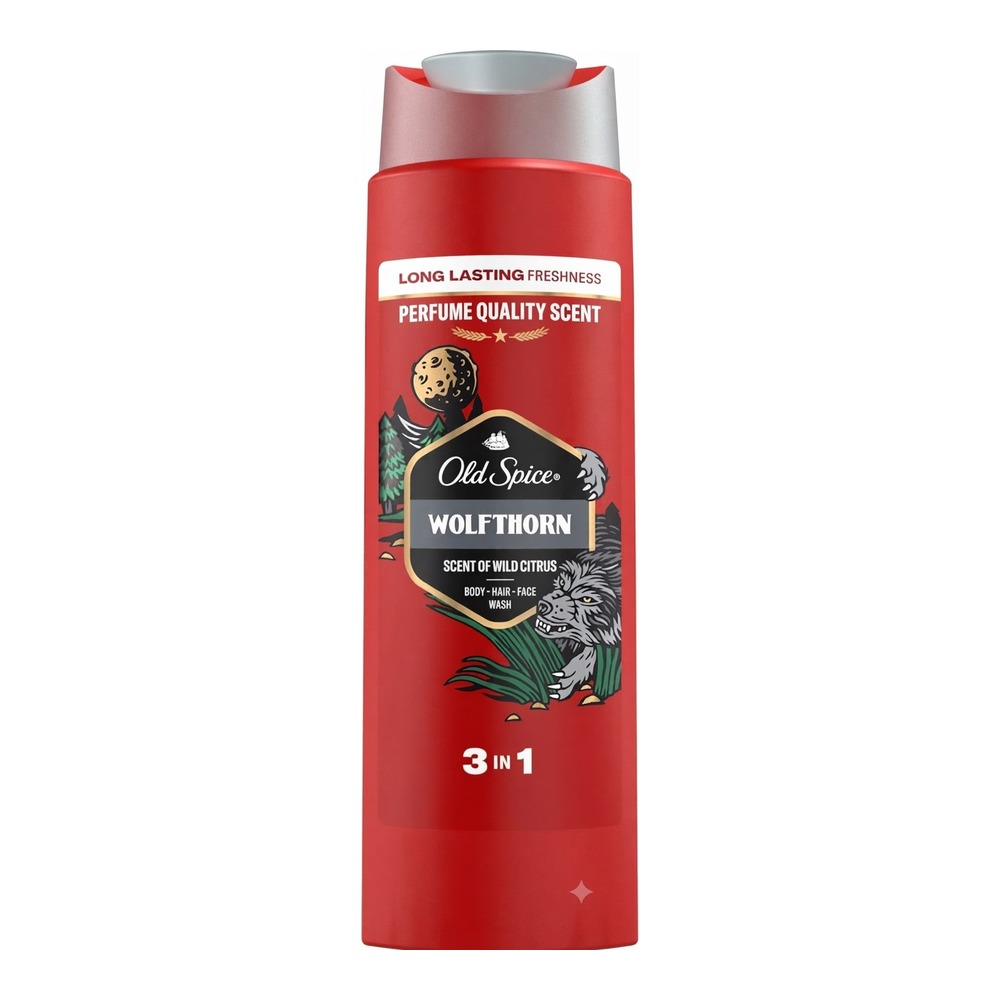 LONG LASTING FRESHNESS
PERFUME QUALITY SCENT
Old Spice®
WOLFTHORN
SCENT OF WILD CITRUS
BODY - HAIR - FACE
WASH
3 IN 1